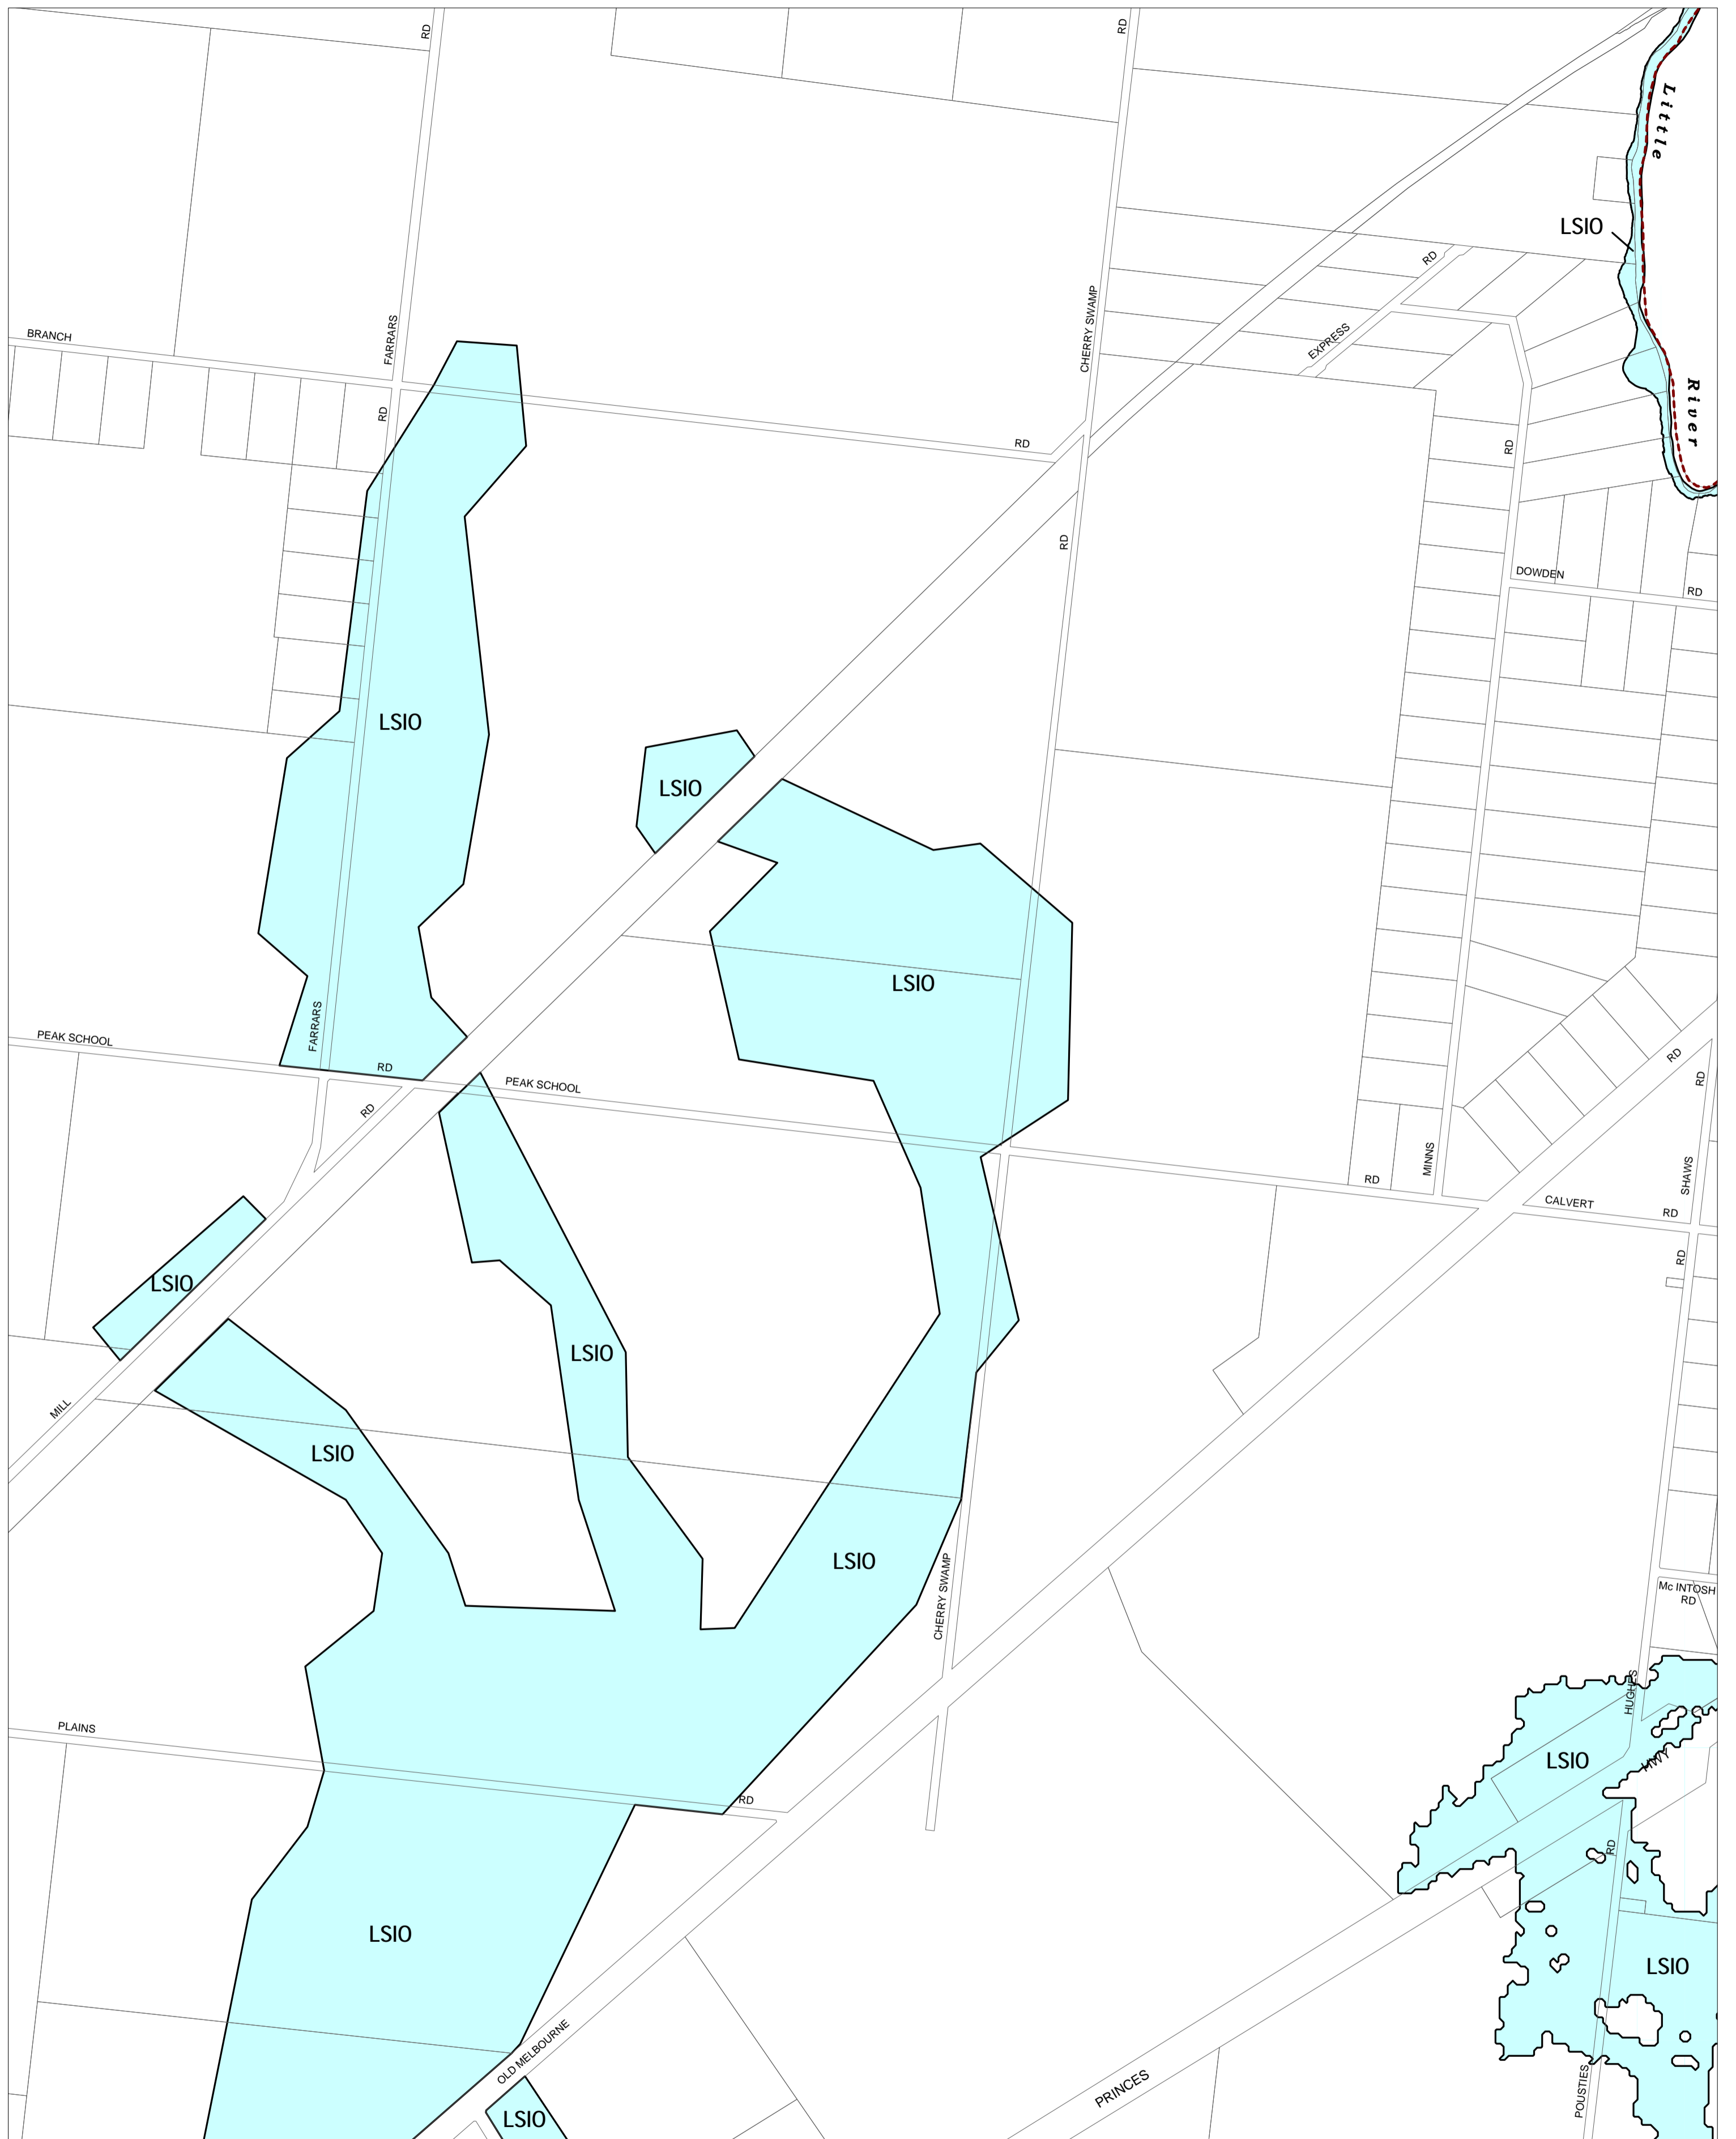 RD
RD
Little
LSIO
RD
EXPRESS
CHERRY SWAMP
BRANCH
FARRARS
RD
River
RD
RD
RD
DOWDEN
RD
LSIO
LSIO
LSIO
FARRARS
PEAK SCHOOL
RD
PEAK SCHOOL
RD
RD
RD
MINNS
RD
SHAWS
CALVERT
RD
RD
LSIO
LSIO
MILL
LSIO
LSIO
CHERRY SWAMP
Mc INTOSH
RD
HUGHES
PLAINS
RD
LSIO
HWY
RD
LSIO
LSIO
OLD MELBOURNE
PRINCES
POUSTIES
LSIO